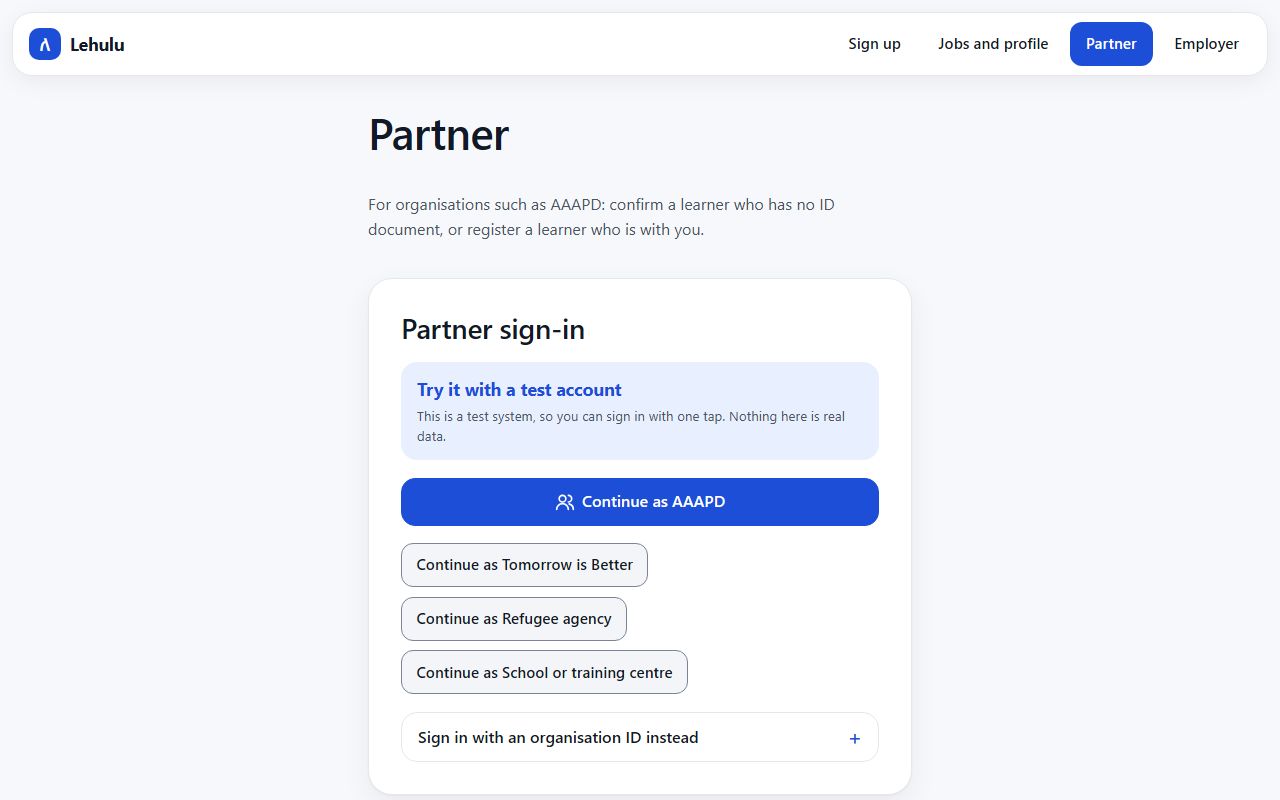 Lehulu
Sign up
Jobs and profile
Partner
Employer
Partner
For organisations such as AAAPD: confirm a learner who has no ID
document, or register a learner who is with you.
Partner sign-in
Try it with a test account
This is a test system, so you can sign in with one tap. Nothing here is real
data.
Continue as AAAPD
Continue as Tomorrow is Better
Continue as Refugee agency
Continue as School or training centre
Sign in with an organisation ID instead
+